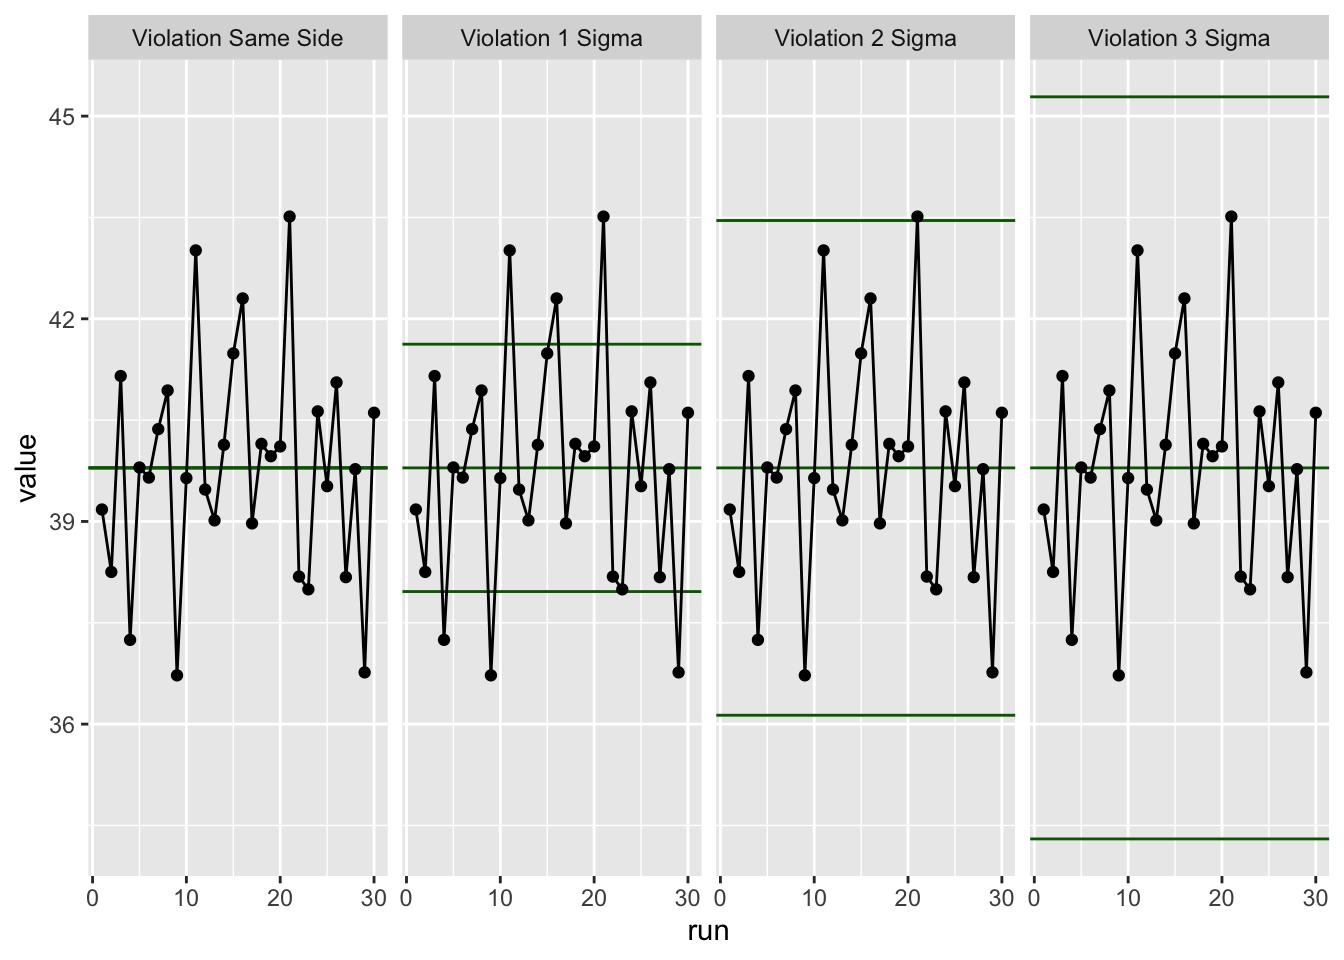 Violation Same Side
Violation 1 Sigma
Violation 2 Sigma
Violation 3 Sigma
45
42
39
36
value
0 10 20 30 0 10 20 30 0 10 20 30 0 10 20 30
run